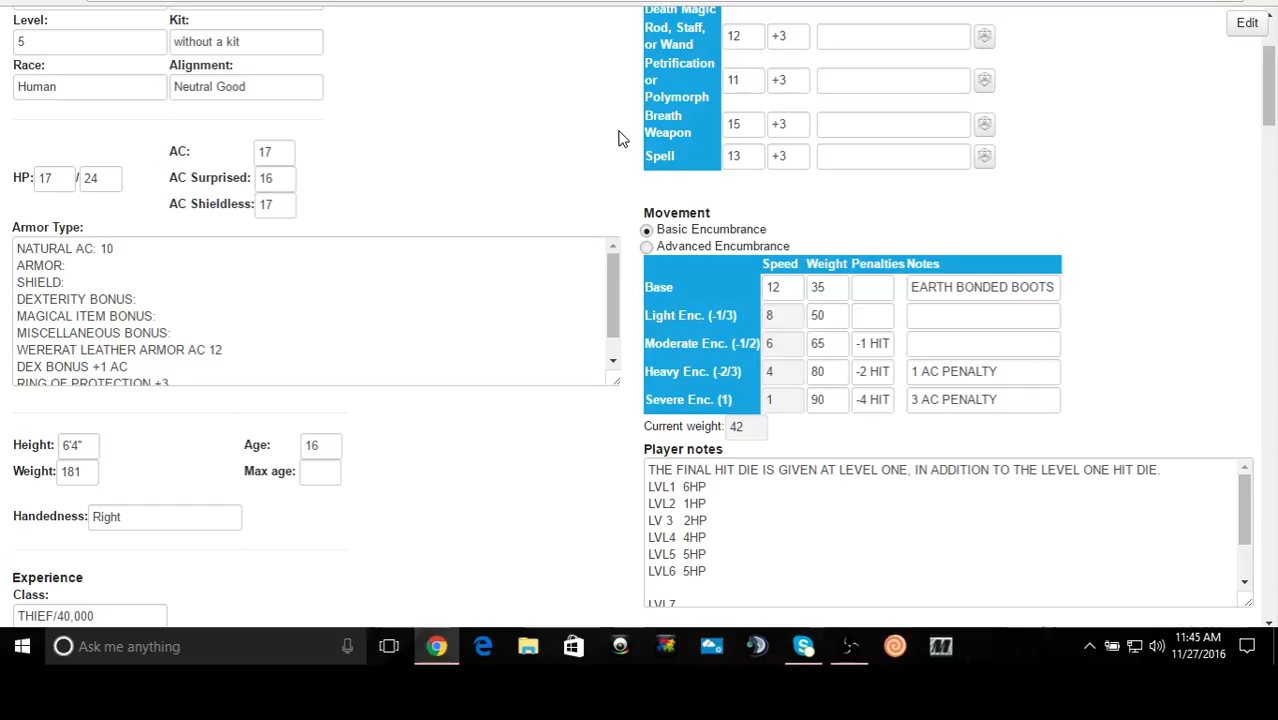 Level:
Kit:
5
without a kit
Race:
Alignment:
Human
Neutral Good
AC:
17
HP:
17
/
24
AC Surprised:
16
AC Shieldless:
17
Armor Type:
NATURAL AC: 10
ARMOR:
SHIELD:
DEXTERITY BONUS:
MAGICAL ITEM BONUS:
MISCELLANEOUS BONUS:
WERERAT LEATHER ARMOR AC 12
DEX BONUS +1 AC
RING OF PROTECTION +3
Height:
6'4"
Age:
16
Weight:
181
Max age:
Handedness:
Right
Experience
Class:
THIEF/40,000
Death Magic
Rod, Staff,
or Wand
12
+3
Petrification
or
Polymorph
11
+3
Breath
Weapon
15
+3
Spell
13
+3
Edit
Movement
Basic Encumbrance
Advanced Encumbrance
Speed Weight Penalties Notes
Base 12 35 EARTH BONDED BOOTS
Light Enc. (-1/3) 8 50
Moderate Enc. (-1/2) 6 65 -1 HIT
Heavy Enc. (-2/3) 4 80 -2 HIT 1 AC PENALTY
Severe Enc. (1) 1 90 -4 HIT 3 AC PENALTY
Current weight: 42
Player notes
THE FINAL HIT DIE IS GIVEN AT LEVEL ONE, IN ADDITION TO THE LEVEL ONE HIT DIE.
LVL1 6HP
LVL2 1HP
LV 3 2HP
LVL4 4HP
LVL5 5HP
LVL6 5HP
LVL7
Ask me anything
11:45 AM
11/27/2016